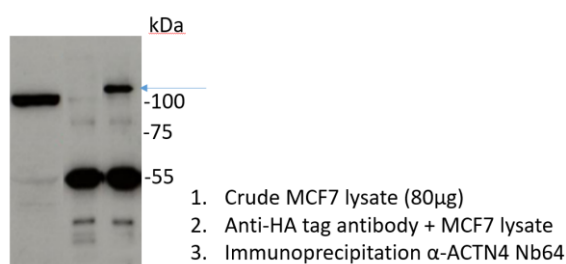 kDa
-100
-75
-55
1. Crude MCF7 lysate (80µg)
2. Anti-HA tag antibody + MCF7 lysate
3. Immunoprecipitation α-ACTN4 Nb64